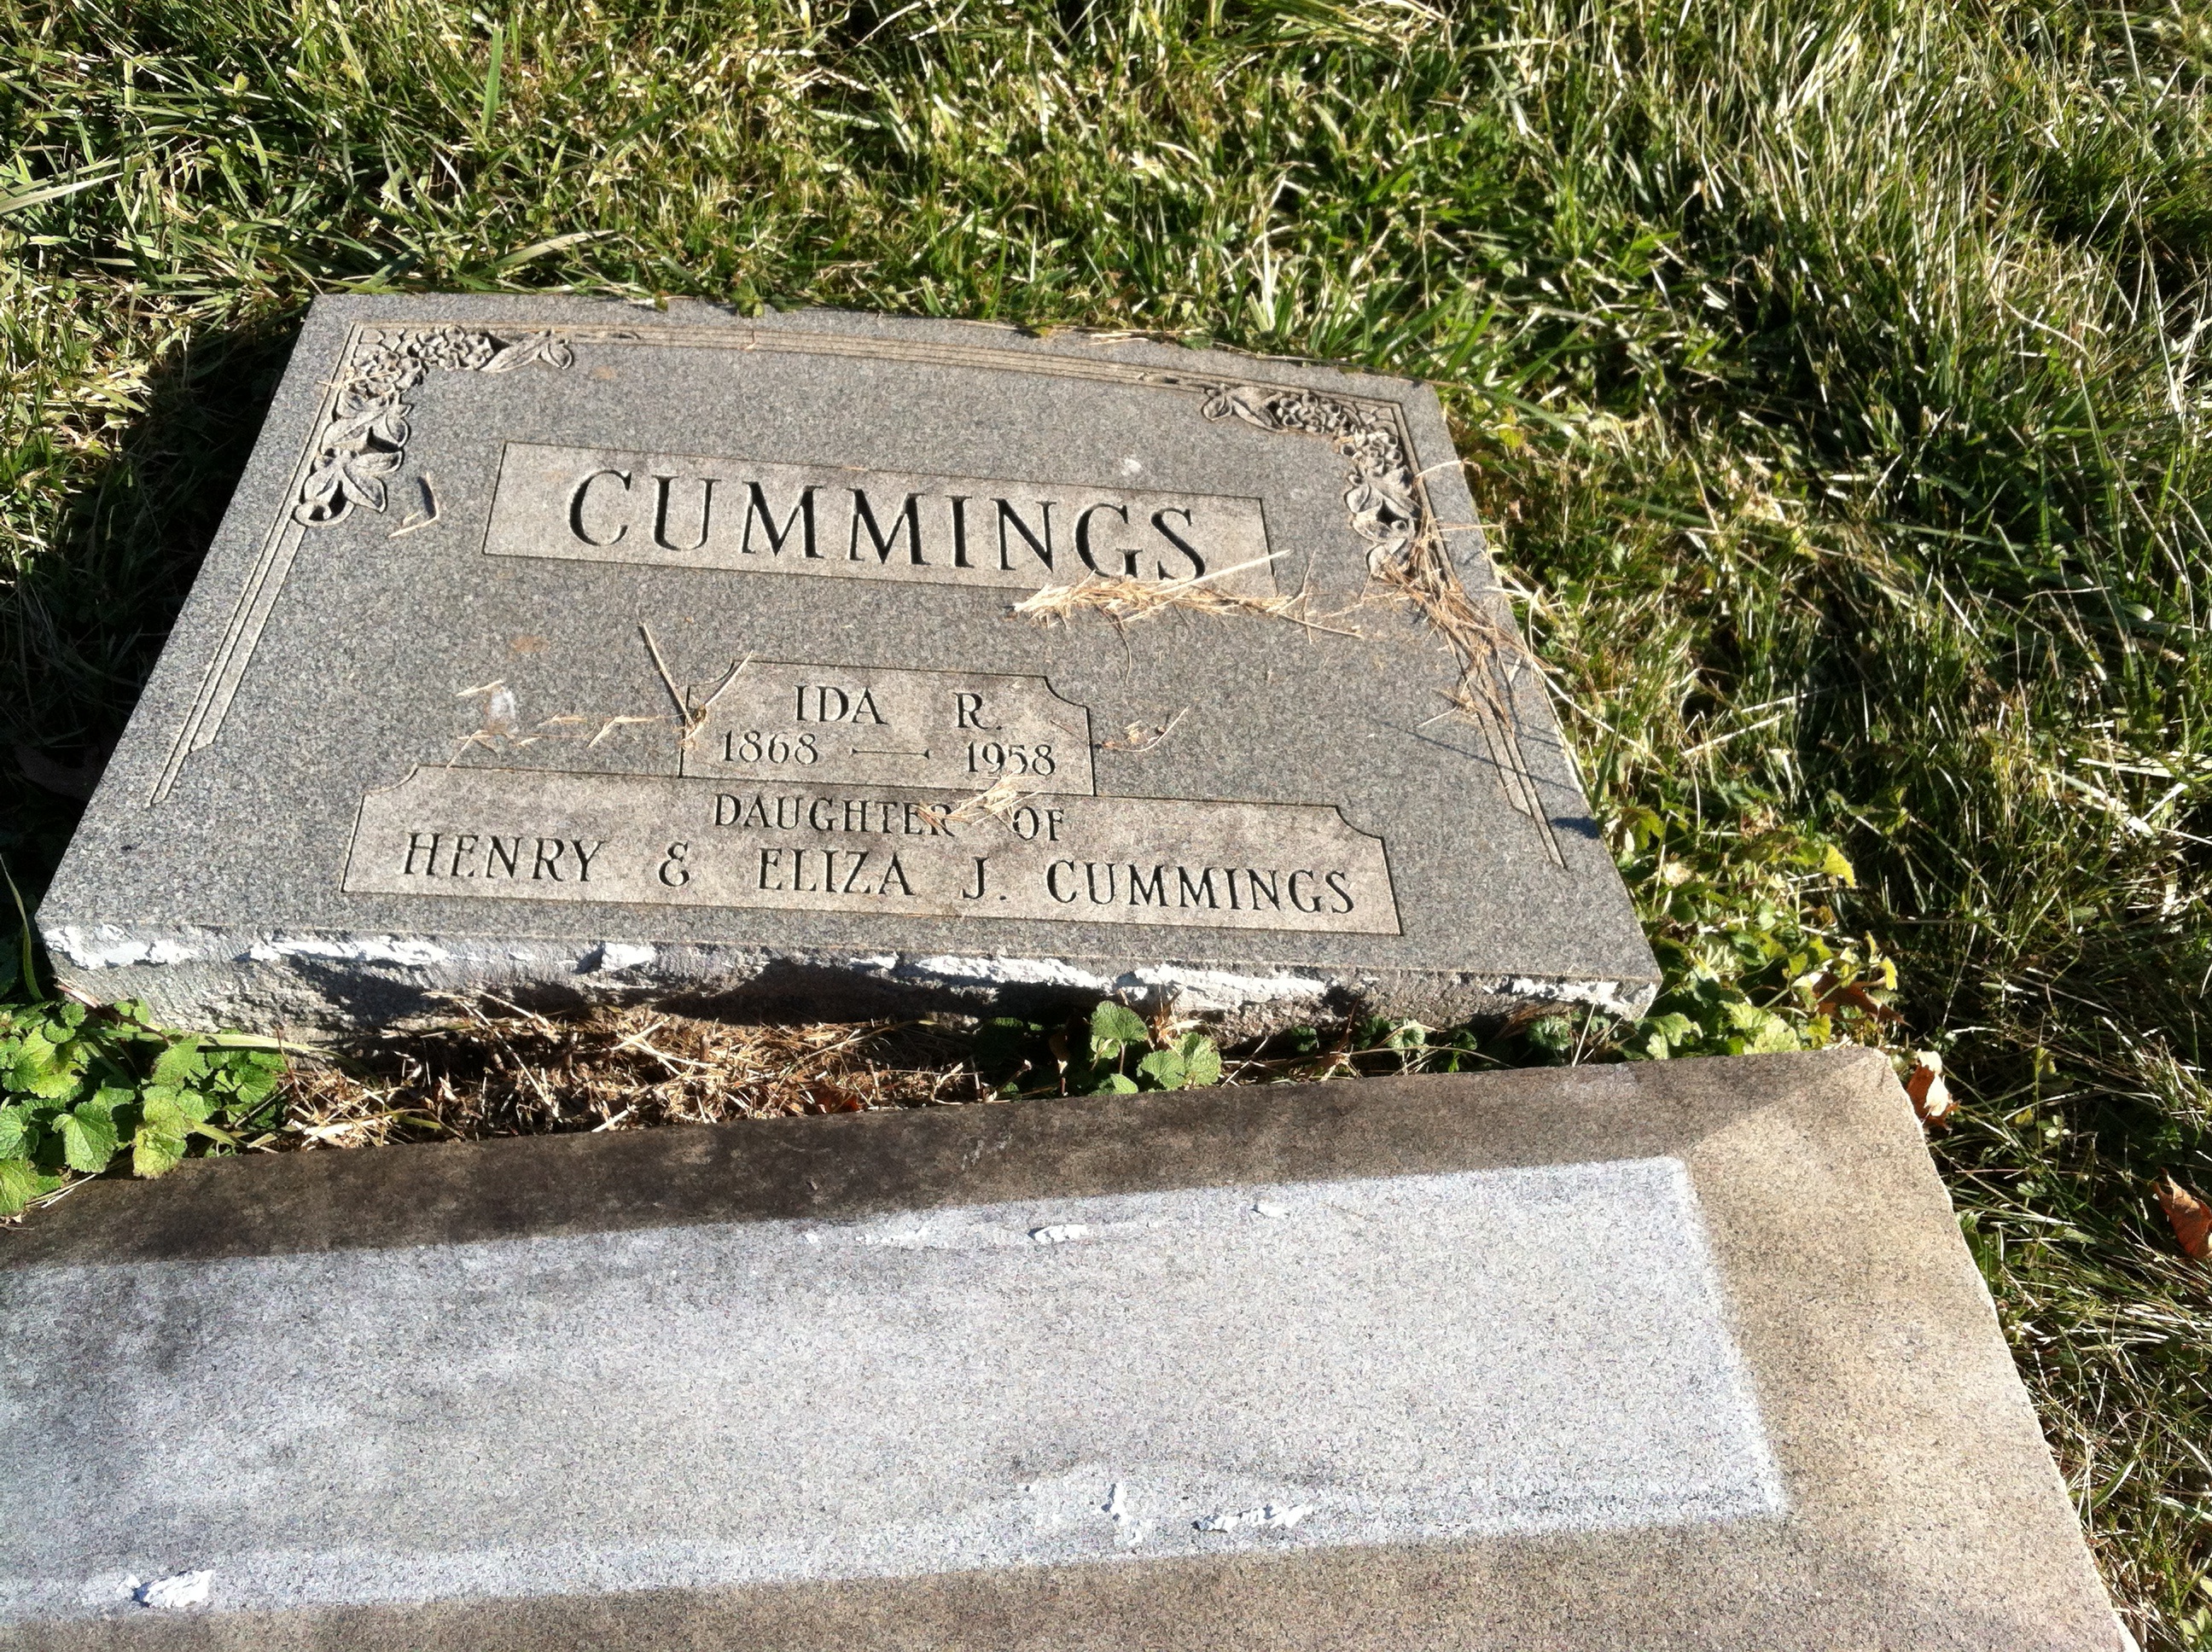 CUMMINGS
IDA R.
1868 — 1958
DAUGHTER OF
HENRY & ELIZA J. CUMMINGS